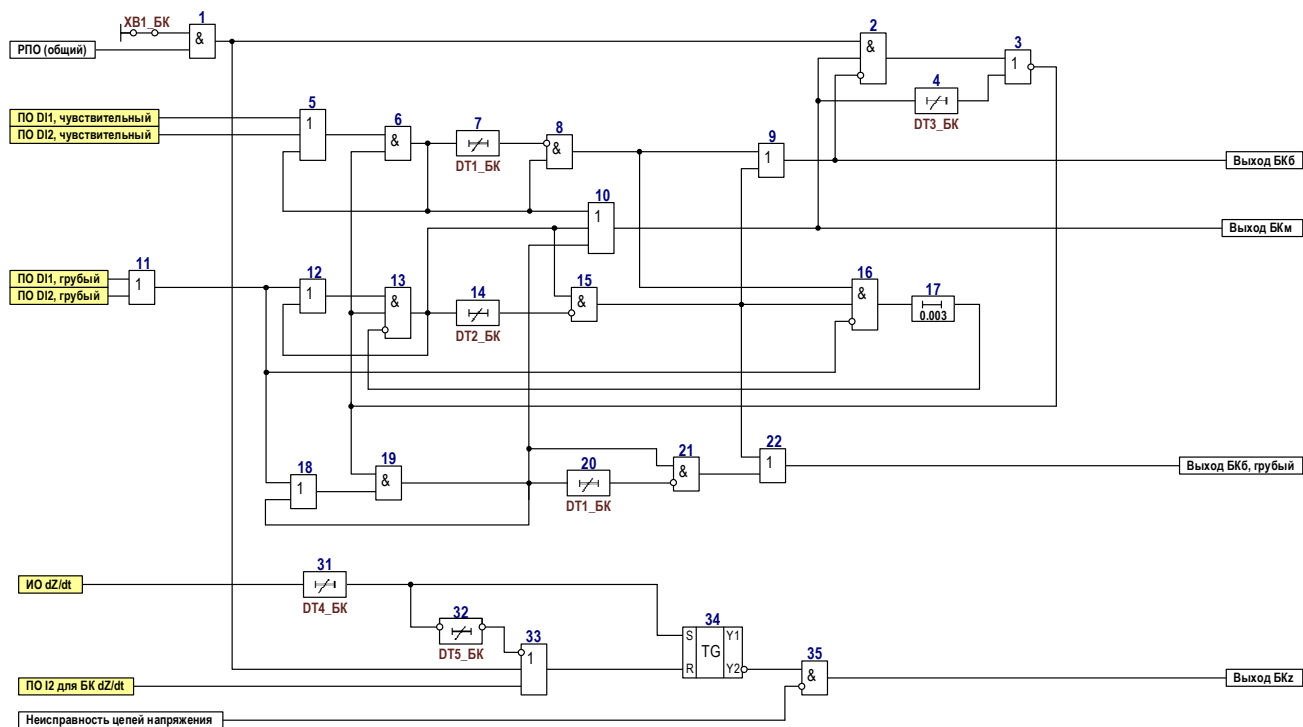 XB1_БК
1
&
РПО (общий)
2
&
3
1
4
DT3_БК
ПО DI1, чувствительный
ПО DI2, чувствительный
5
1
6
&
7
DT1_БК
8
&
9
1
Выход БКб
10
1
Выход БКм
ПО DI1, грубый
ПО DI2, грубый
11
1
12
1
13
&
14
DT2_БК
15
&
16
&
17
0.003
18
1
19
&
20
DT1_БК
21
&
22
1
Выход БКб, грубый
ИО dZ/dt
31
DT4_БК
32
DT5_БК
33
1
34
S
TG
Y1
R
Y2
35
&
Выход БКz
ПО I2 для БК dZ/dt
Неисправность цепей напряжения